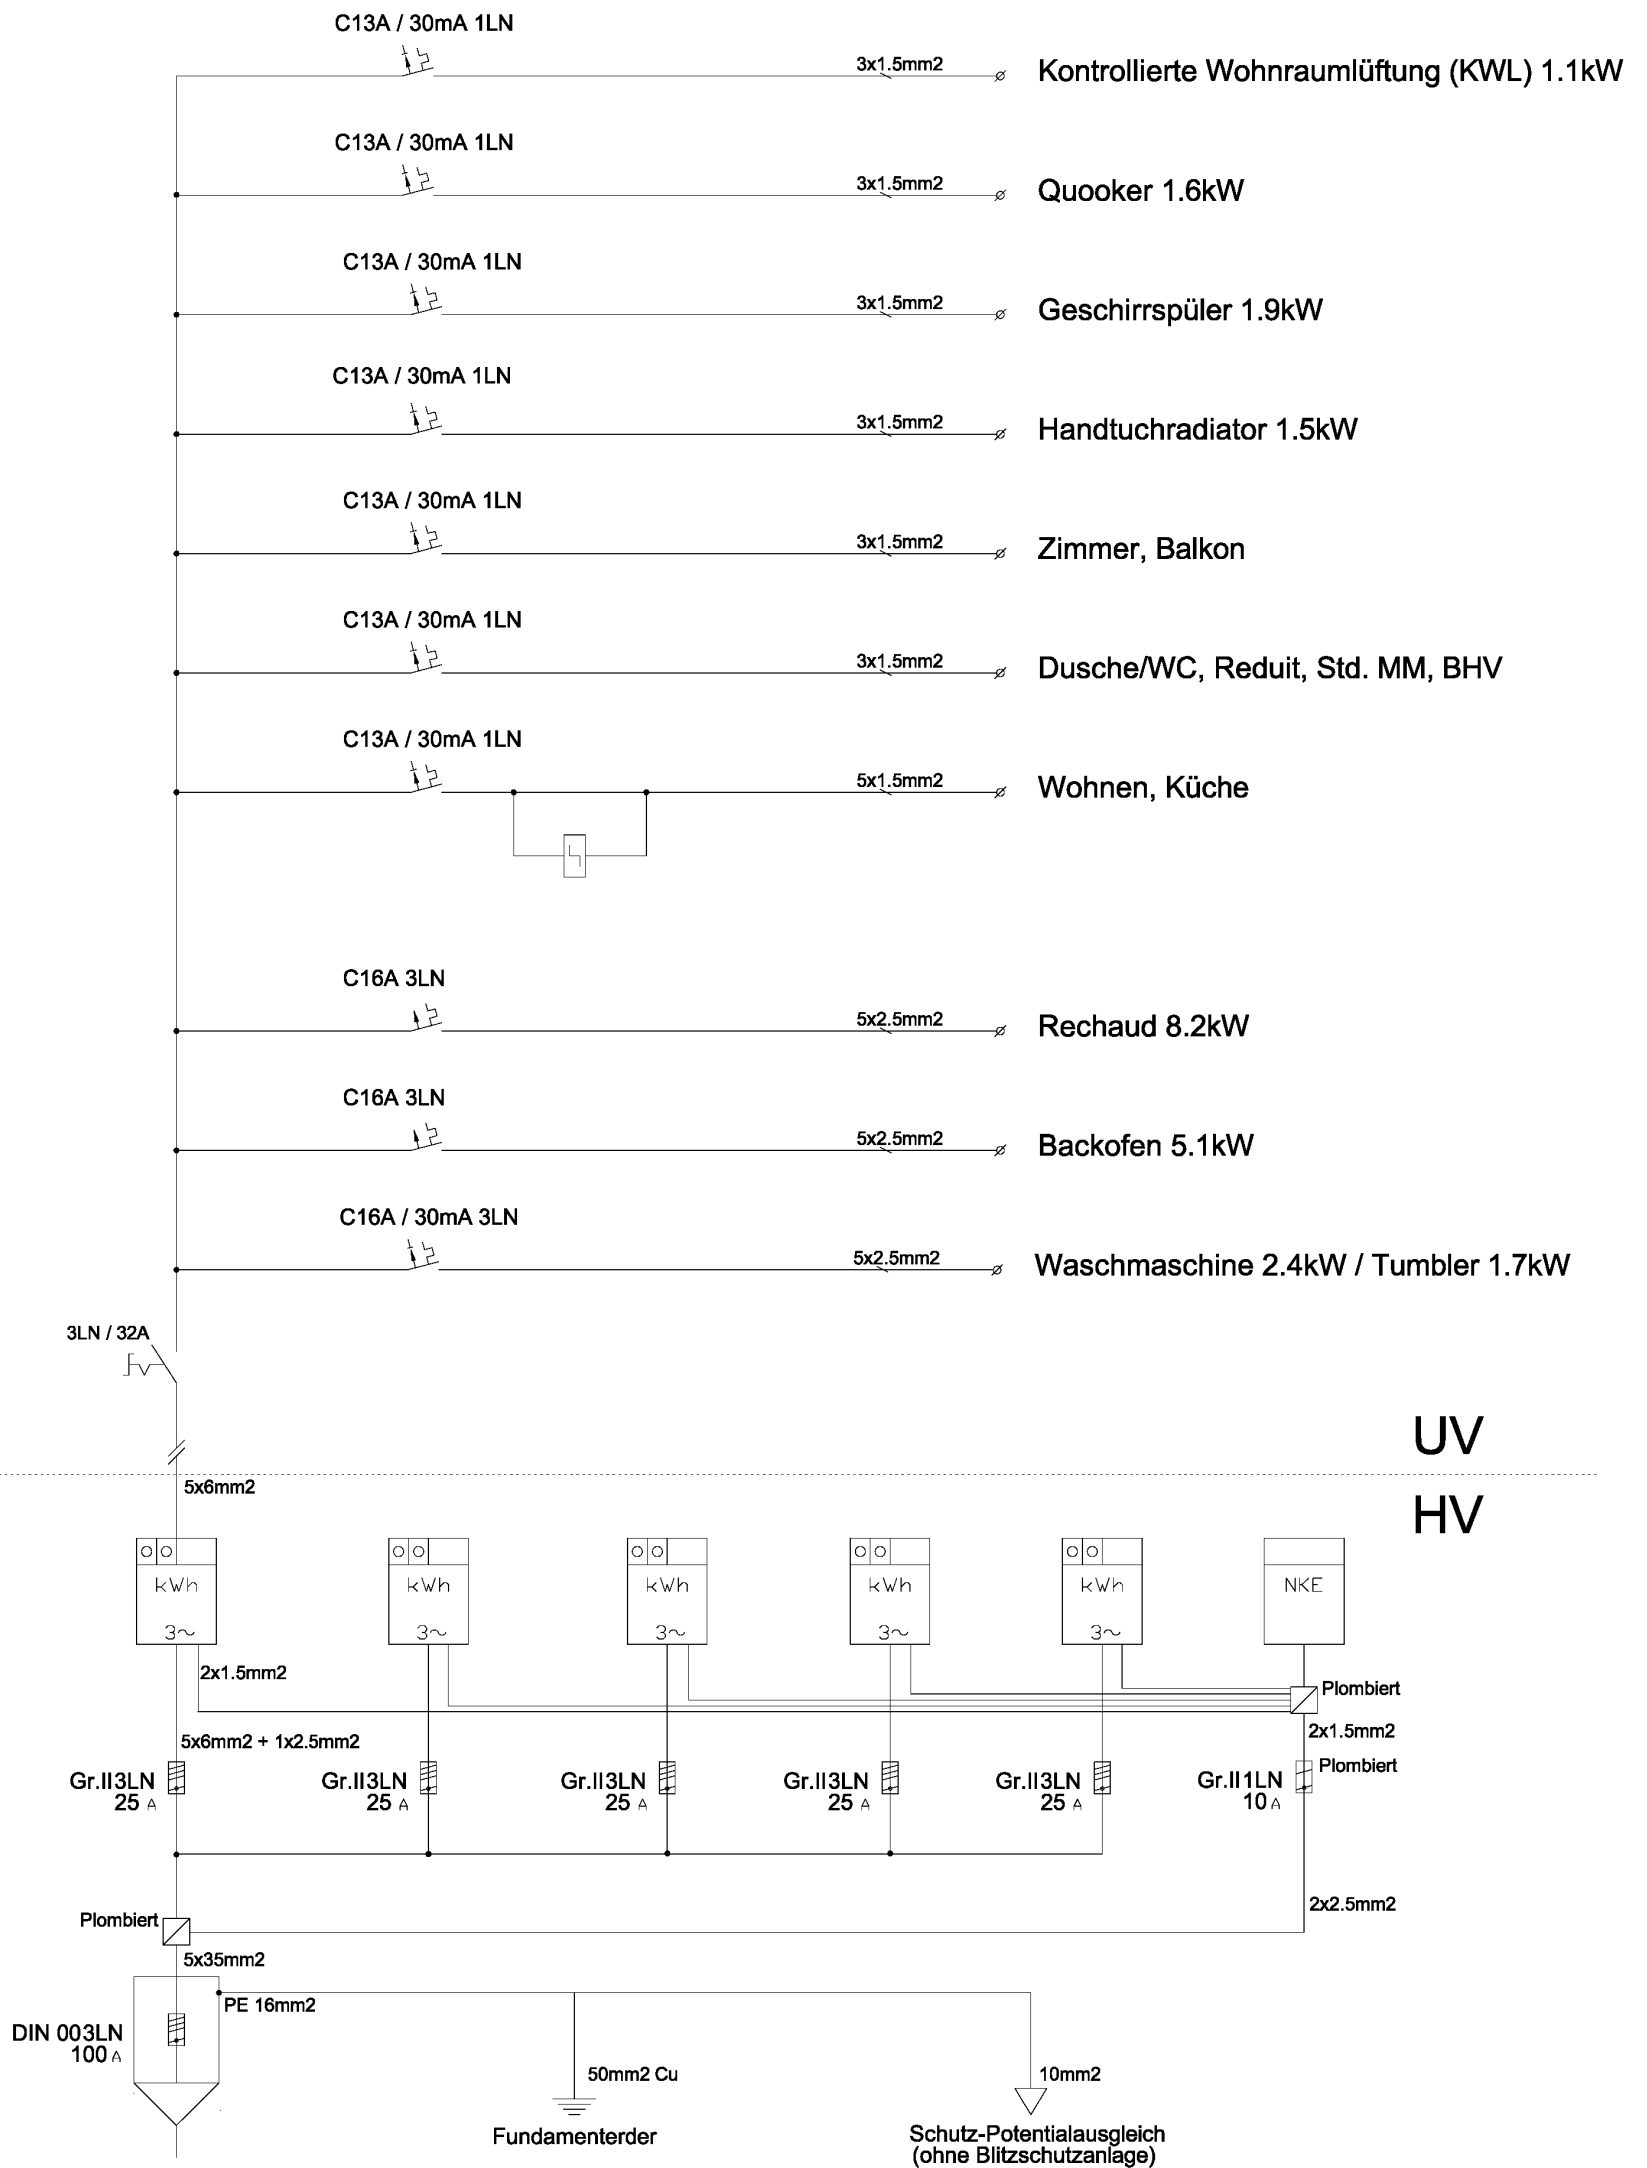 C13A / 30mA 1LN
3x1.5mm2
Kontrollierte Wohnraumlüftung (KWL) 1.1kW
C13A / 30mA 1LN
3x1.5mm2
Quooker 1.6kW
C13A / 30mA 1LN
3x1.5mm2
Geschirrspüler 1.9kW
C13A / 30mA 1LN
3x1.5mm2
Handtuchradiator 1.5kW
C13A / 30mA 1LN
3x1.5mm2
Zimmer, Balkon
C13A / 30mA 1LN
3x1.5mm2
Dusche/WC, Reduit, Std. MM, BHV
C13A / 30mA 1LN
5x1.5mm2
Wohnen, Küche
C16A 3LN
5x2.5mm2
Rechaud 8.2kW
C16A 3LN
5x2.5mm2
Backofen 5.1kW
C16A / 30mA 3LN
5x2.5mm2
Waschmaschine 2.4kW / Tumbler 1.7kW
3LN / 32A
UV
5x6mm2
HV
kWh
3~
kWh
3~
kWh
3~
kWh
3~
kWh
3~
NKE
2x1.5mm2
Plombiert
2x1.5mm2
5x6mm2 + 1x2.5mm2
Plombiert
Gr.II3LN
25 A
Gr.II3LN
25 A
Gr.II3LN
25 A
Gr.II3LN
25 A
Gr.II3LN
25 A
Gr.II1LN
10 A
2x2.5mm2
Plombiert
5x35mm2
PE 16mm2
DIN 003LN
100 A
50mm2 Cu
10mm2
Fundamenterder
Schutz-Potentialausgleich
(ohne Blitzschutzanlage)